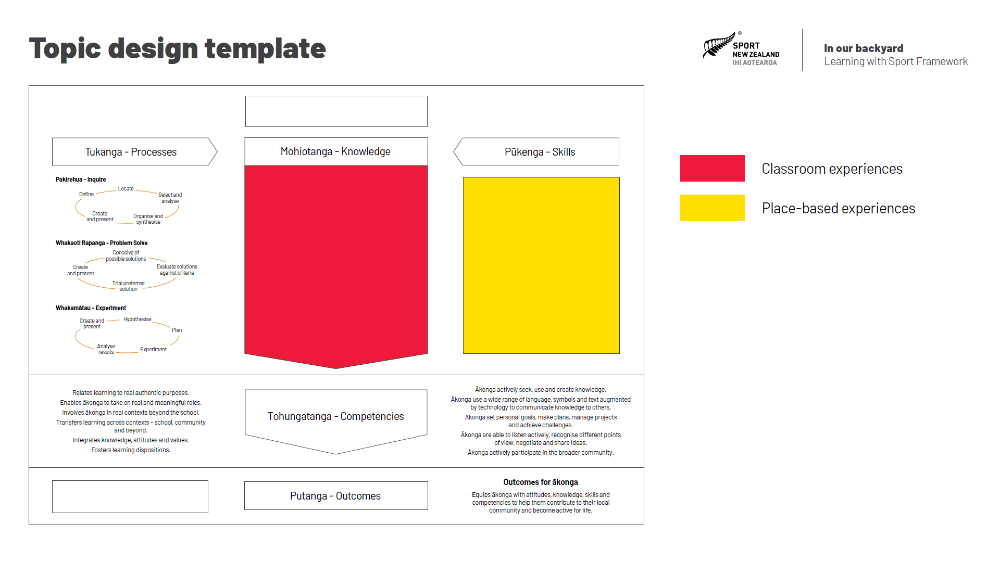 Topic design template
SPORT
NEW ZEALAND
IHI AOTEAROA
In our backyard
Learning with Sport Framework
Tukanga - Processes
Mōhiotanga - Knowledge
Pūkenga - Skills
Classroom experiences
Place-based experiences
Pakirehua - Inquire
Locate
Define
Select and
analyse
Create
and present
Organise and
synthesise
Whakaoti Rapanga - Problem Solve
Conceive of
possible solutions
Create
and present
Evaluate solutions
against criteria
Trial preferred
solution
Whakamātau - Experiment
Create and
present
Hypothesise
Plan
Analyse
results
Experiment
Relates learning to real authentic purposes.
Enables ākonga to take on real and meaningful roles.
Involves ākonga in real contexts beyond the school.
Transfers learning across contexts - school, community
and beyond.
Integrates knowledge, attitudes and values.
Fosters learning dispositions.
Tohungatanga - Competencies
Ākonga actively seek, use and create knowledge.
Ākonga use a wide range of language, symbols and text augmented
by technology to communicate knowledge to others.
Ākonga set personal goals, make plans, manage projects
and achieve challenges.
Ākonga are able to listen actively, recognise different points
of view, negotiate and share ideas.
Ākonga actively participate in the broader community.
Putanga - Outcomes
Outcomes for ākonga
Equips ākonga with attitudes, knowledge, skills and
competencies to help them contribute to their local
community and become active for life.